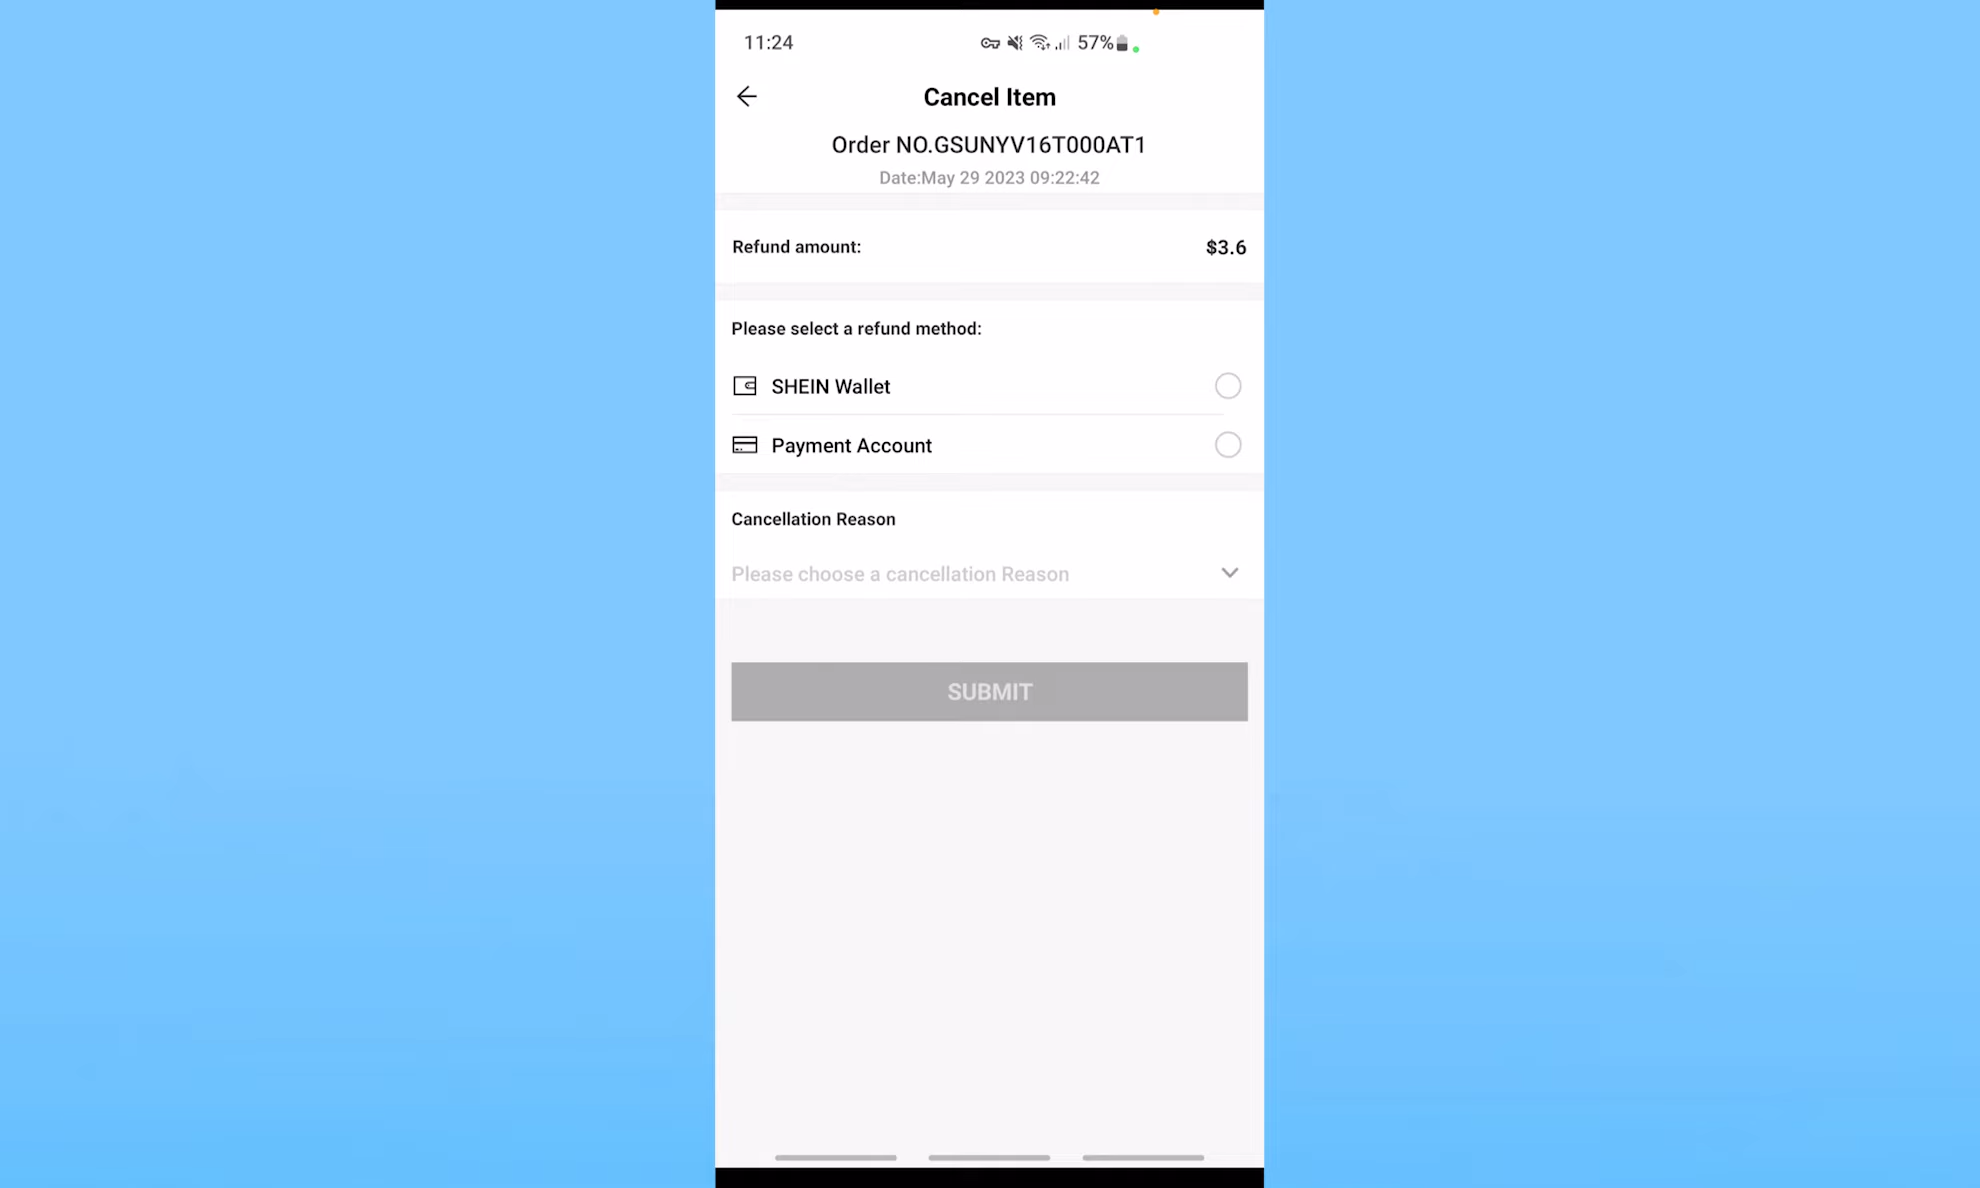 11:24
57%
Cancel Item
Order NO.GSUNYV16T000AT1
Date:May 29 2023 09:22:42
Refund amount:
$3.6
Please select a refund method:
SHEIN Wallet
Payment Account
Cancellation Reason
Please choose a cancellation Reason
SUBMIT